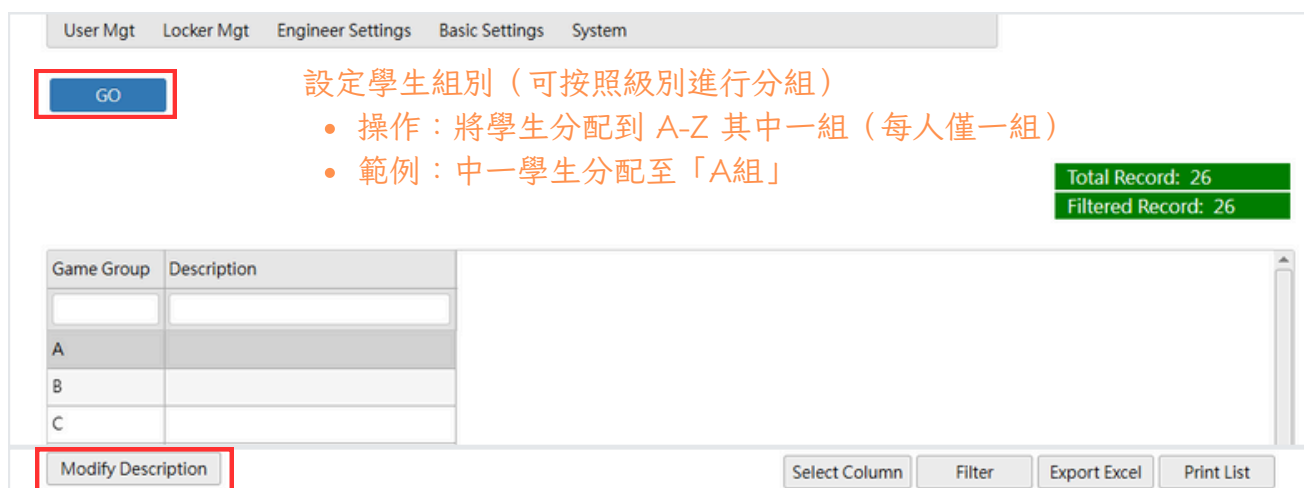 User Mgt Locker Mgt Engineer Settings Basic Settings System
GO
設定學生組別（可按照級別進行分組）
• 操作：將學生分配到 A-Z 其中一組（每人僅一組）
• 範例：中一學生分配至「A組」
Total Record: 26
Filtered Record: 26
Game Group Description
A
B
C
Modify Description Select Column Filter Export Excel Print List